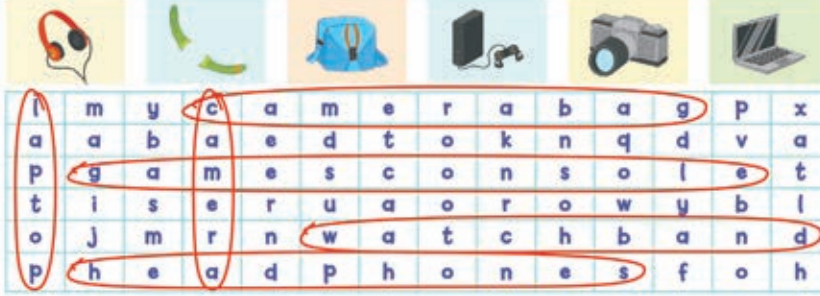 l m y c a m e r a b a g p x
a a b a e d t o k n q d v a
p g a m e s c o n s o l e t
t i s e r u a o r o w y b l
o j m r n w a t c h b a n d
p h e a d p h o n e s f o h